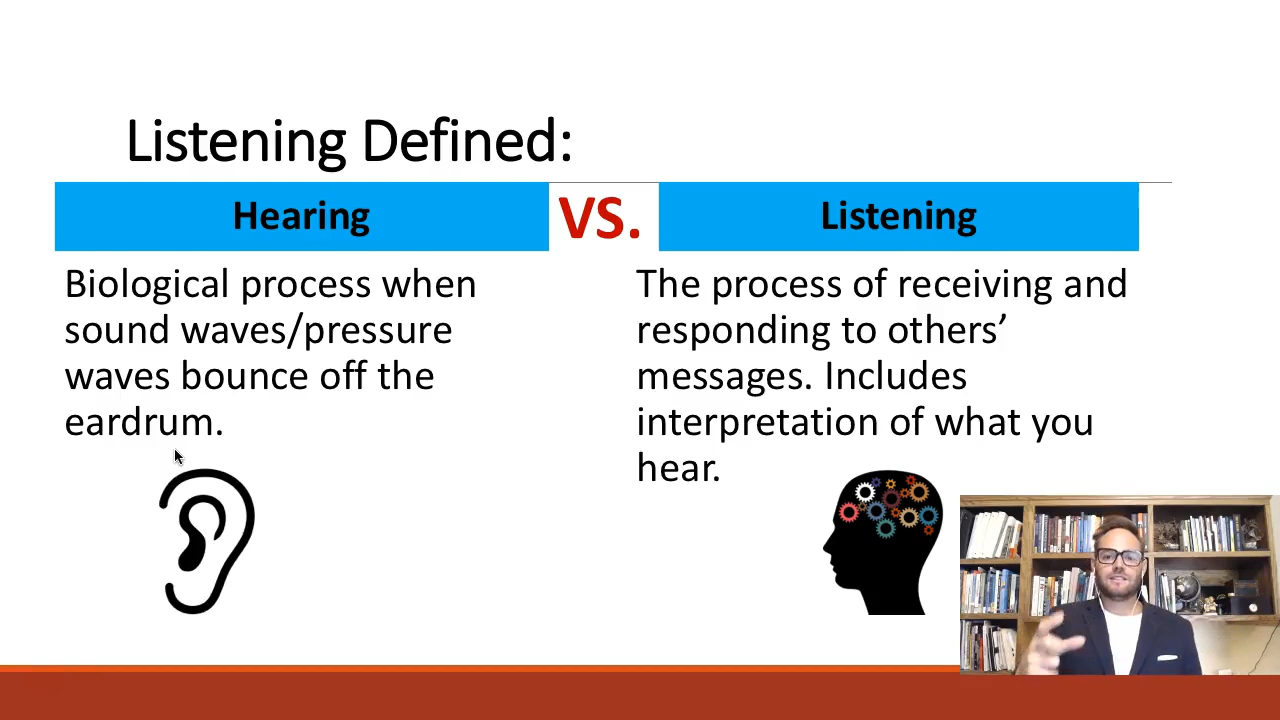 Listening Defined:
Hearing
VS.
Listening
Biological process when
sound waves/pressure
waves bounce off the
eardrum.
The process of receiving and
responding to others’
messages. Includes
interpretation of what you
hear.